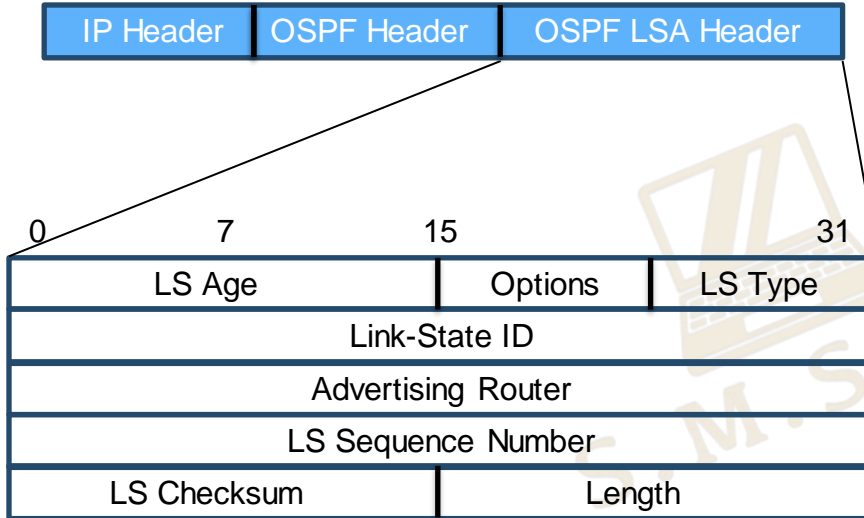 IP Header OSPF Header OSPF LSA Header
0 7 15 31
LS Age Options LS Type
Link-State ID
Advertising Router
LS Sequence Number
LS Checksum Length
S.M.S